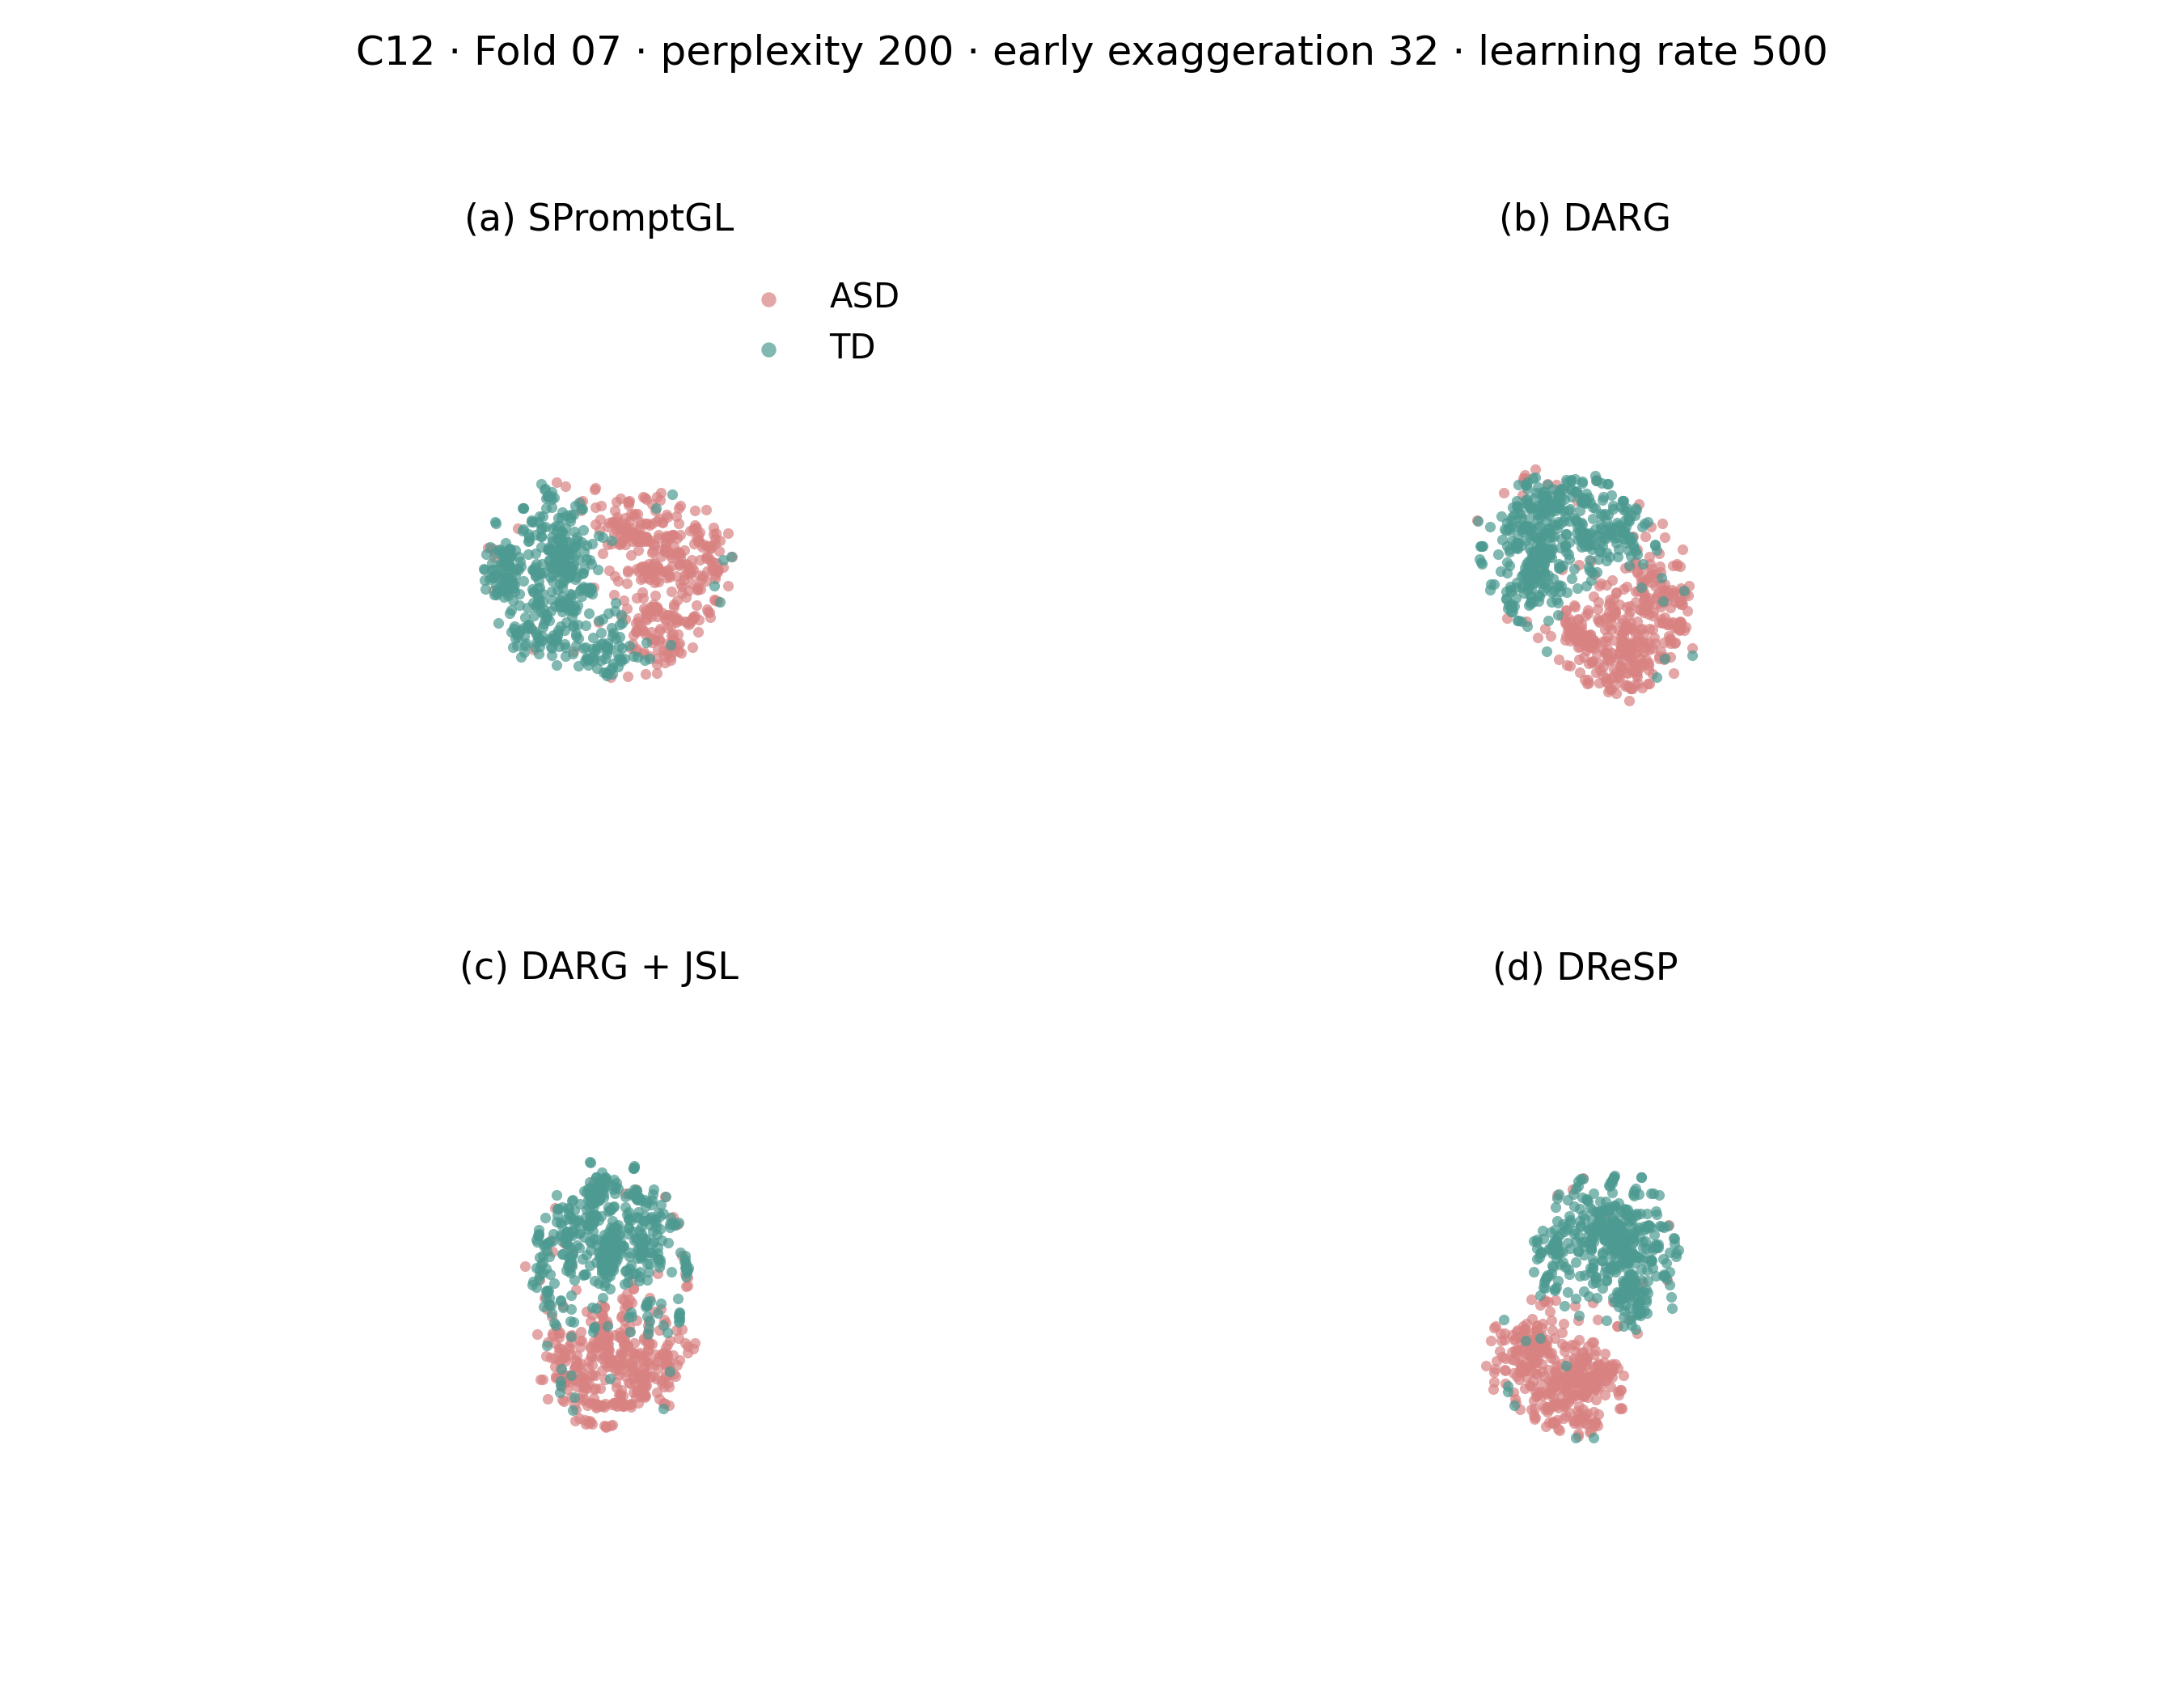 C12 · Fold 07 · perplexity 200 · early exaggeration 32 · learning rate 500
(a) SPromptGL
(b) DARG
ASD
TD
(c) DARG + JSL
(d) DReSP